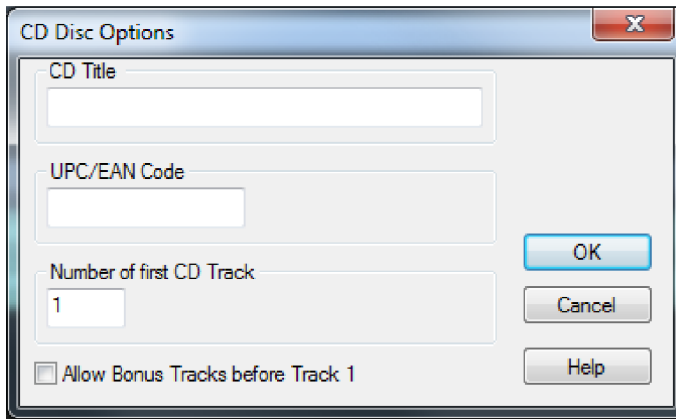 CD Disc Options
CD Title
UPC/EAN Code
Number of first CD Track
1
OK
Cancel
Allow Bonus Tracks before Track 1
Help